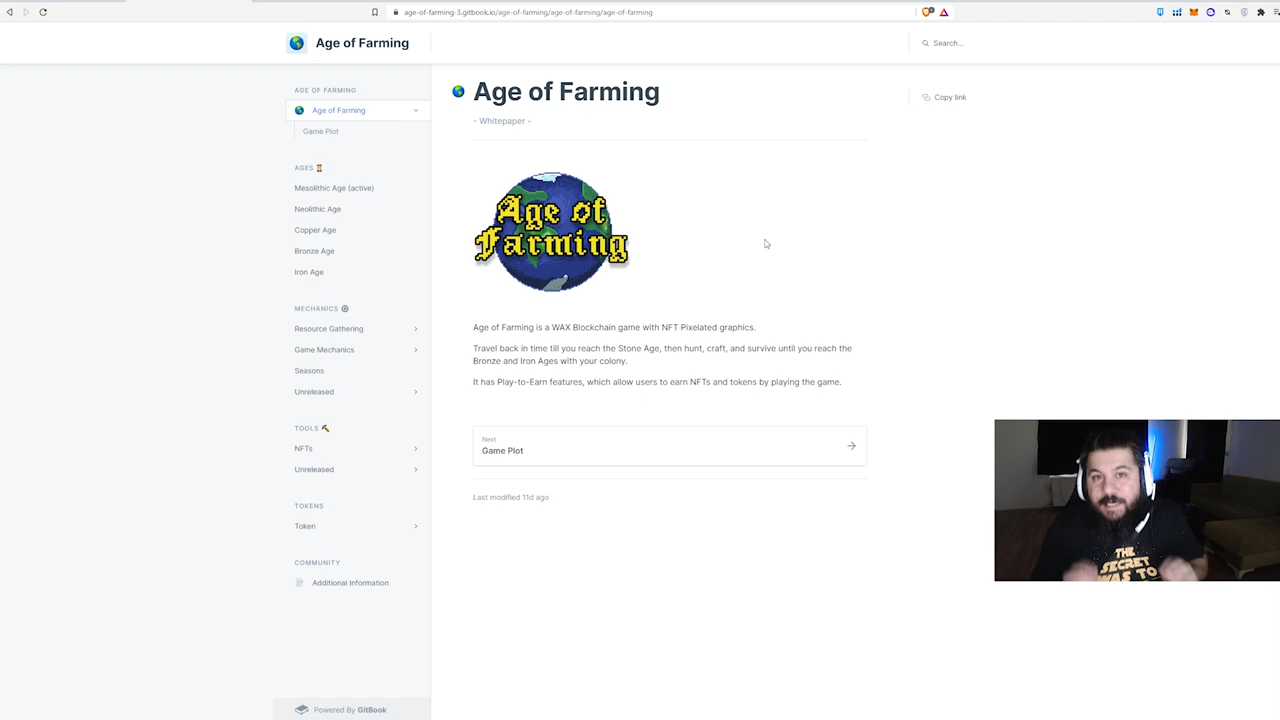 age-of-farming-3.gitbook.io/age-of-farming/age-of-farming/age-of-farming
Age of Farming
Search...
AGE OF FARMING
Age of Farming
Game Plot
AGES
Mesolithic Age (active)
Neolithic Age
Copper Age
Bronze Age
Iron Age
MECHANICS
Resource Gathering
Game Mechanics
Seasons
Unreleased
TOOLS
NFTs
Unreleased
TOKENS
Token
COMMUNITY
Additional Information
Powered By GitBook
Age of Farming
- Whitepaper -
Copy link
Age of
Farming
Age of Farming is a WAX Blockchain game with NFT Pixelated graphics.
Travel back in time till you reach the Stone Age, then hunt, craft, and survive until you reach the
Bronze and Iron Ages with your colony.
It has Play-to-Earn features, which allow users to earn NFTs and tokens by playing the game.
Next
Game Plot
Last modified 11d ago
THE
SECRET
WAS TO